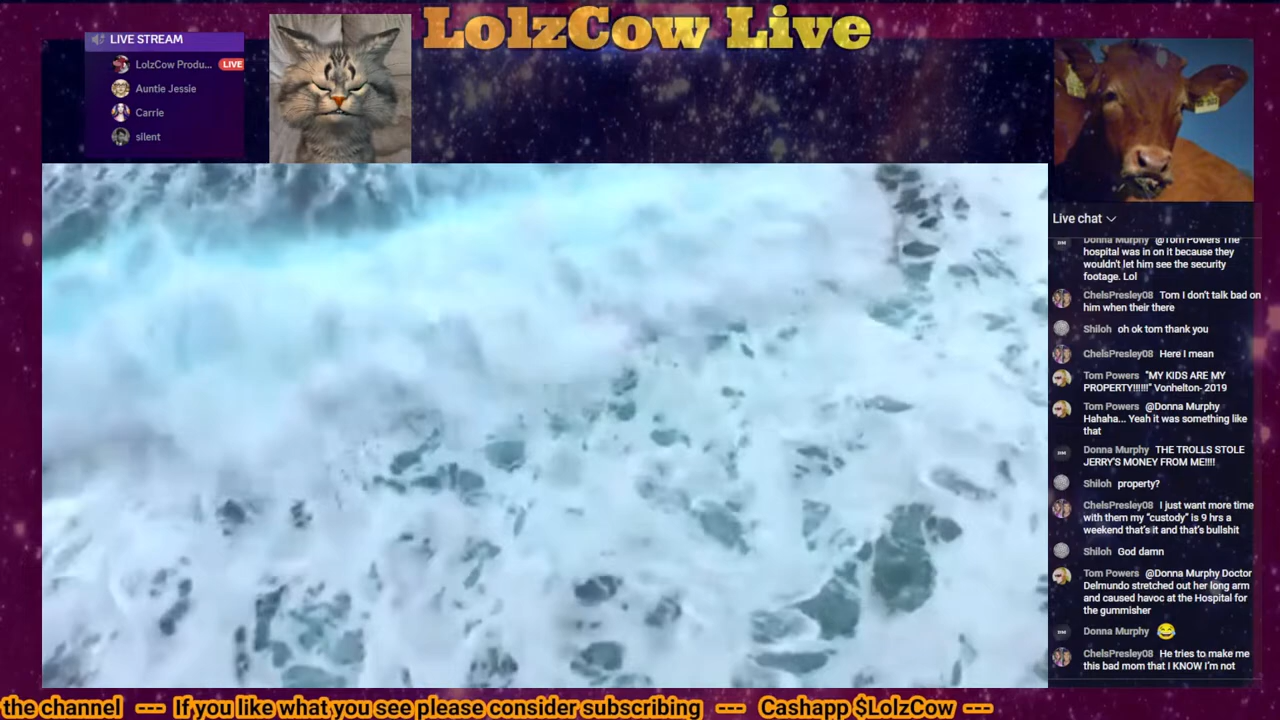 LolzCow Live
LIVE STREAM
LolzCow Produ... LIVE
Auntie Jessie
Carrie
silent
Live chat
Donna Murphy @Tom Powers The
hospital was in on it because they
wouldn't let him see the security
footage. Lol
ChelsPresley08 Tom I don't talk bad on
him when their there
Shiloh oh ok tom thank you
ChelsPresley08 Here I mean
Tom Powers "MY KIDS ARE MY
PROPERTY!!!!!!" Vonhelton- 2019
Tom Powers @Donna Murphy
Hahaha... Yeah it was something like
that
Donna Murphy THE TROLLS STOLE
JERRY'S MONEY FROM ME!!!!
Shiloh property?
ChelsPresley08 I just want more time
with them my "custody" is 9 hrs a
weekend that's it and that's bullshit
Shiloh God damn
Tom Powers @Donna Murphy Doctor
Delmundo stretched out her long arm
and caused havoc at the Hospital for
the gummisher
Donna Murphy 😂
ChelsPresley08 He tries to make me
this bad mom that I KNOW I'm not
the channel --- If you like what you see please consider subscribing --- Cashapp $LolzCow ---